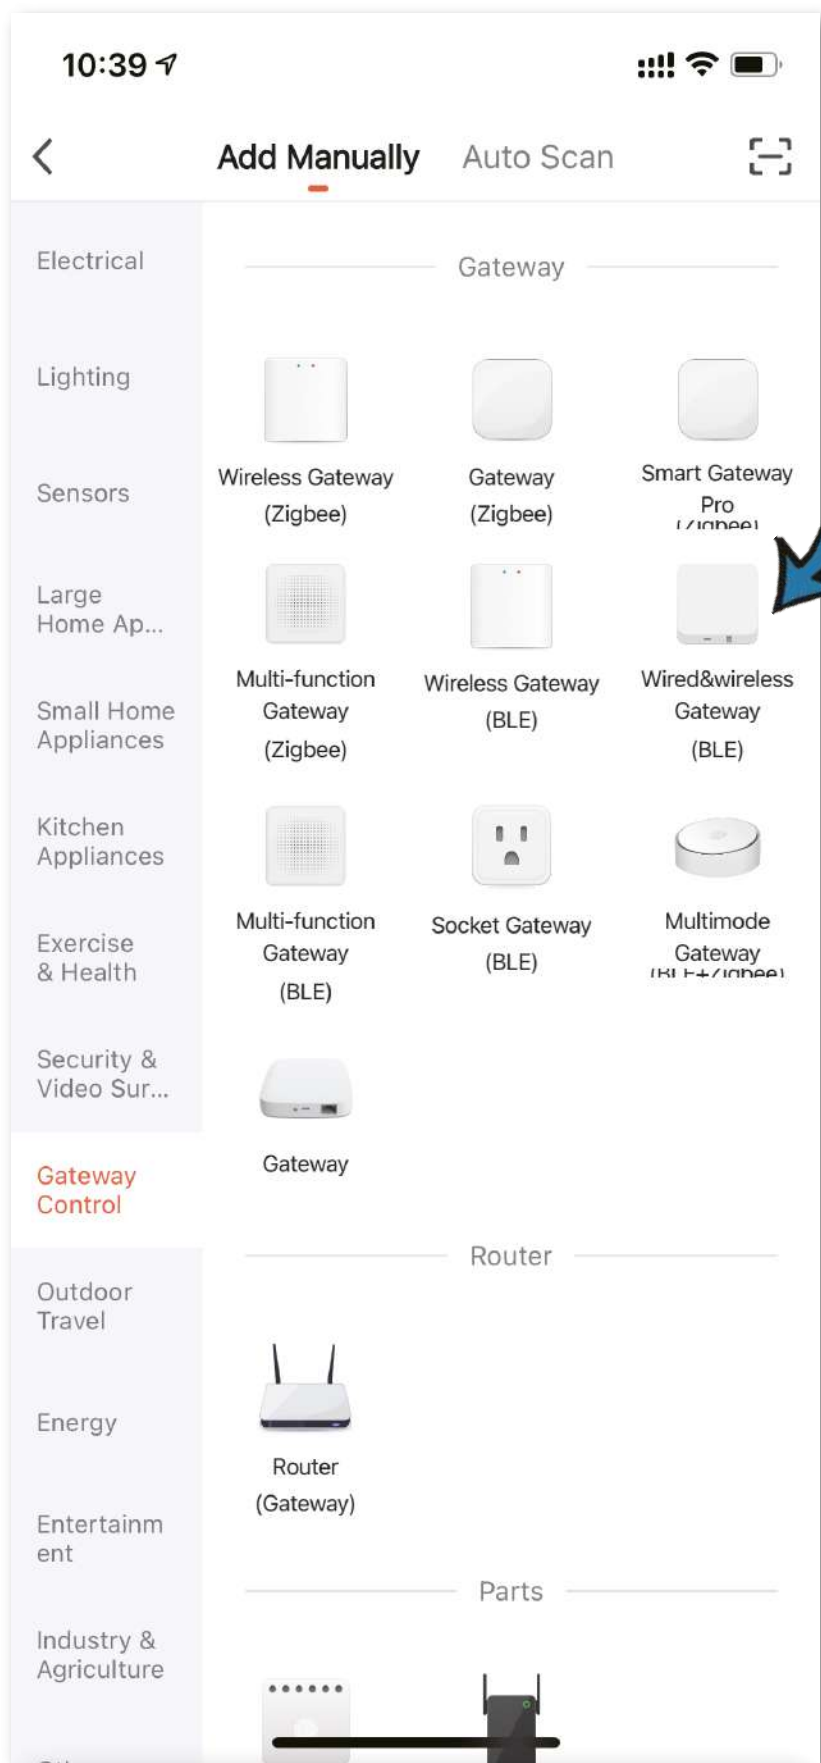 10:39
Add Manually
Auto Scan
Electrical
Lighting
Sensors
Large
Home Ap...
Small Home
Appliances
Kitchen
Appliances
Exercise
& Health
Security &
Video Sur...
Gateway
Control
Outdoor
Travel
Energy
Entertainm
ent
Industry &
Agriculture
Gateway
Wireless Gateway
(Zigbee)
Gateway
(Zigbee)
Smart Gateway
Pro
(Zigbee)
Multi-function
Gateway
(Zigbee)
Wireless Gateway
(BLE)
Wired&wireless
Gateway
(BLE)
Multi-function
Gateway
(BLE)
Socket Gateway
(BLE)
Multimode
Gateway
(BLE+Zigbee)
Gateway
Router
Router
(Gateway)
Parts